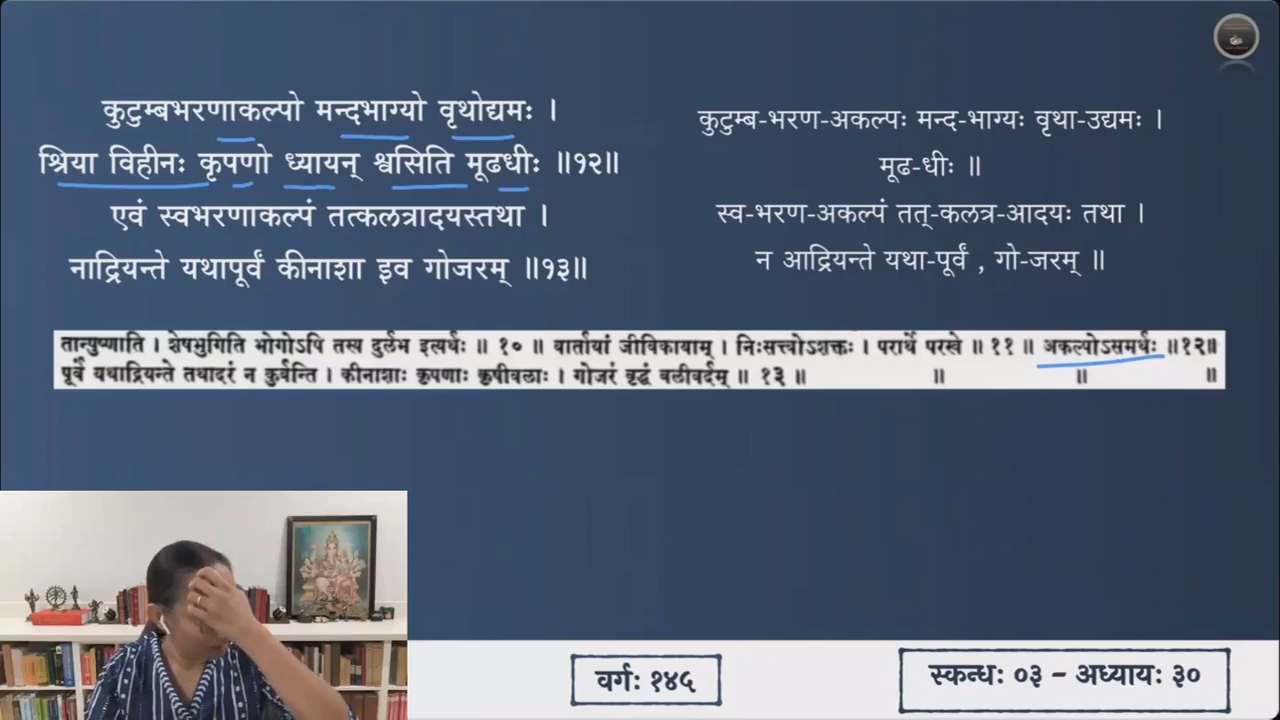 कुटुम्बभरणाकल्पो मन्दभाग्यो वृथोद्यमः ।
श्रिया विहीनः कृपणो ध्यायन् श्वसिति मूढधीः ॥१२॥
एवं स्वभरणाकल्पं तत्कलत्रादयस्तथा ।
नाद्रियन्ते यथापूर्वं कीनाशा इव गोजरम् ॥१३॥
कुटुम्ब-भरण-अकल्पः मन्द-भाग्यः वृथा-उद्यमः ।
मूढ-धीः ॥
स्व-भरण-अकल्पं तत्-कलत्र-आदयः तथा ।
न आद्रियन्ते यथा-पूर्वं , गो-जरम् ॥
तान्पुष्णाति । शेषभुगिति भोगोऽपि तस्य दुर्लभ इत्यर्थः ॥ १० ॥ वार्तायां जीविकायाम् । निःसत्त्वोऽशक्तः । परार्थे परस्वे ॥ ११ ॥ अकल्पोऽसमर्थः ॥१२॥
पूर्वं यथाद्रियन्ते तथादरं न कुर्वन्ति । कीनाशाः कृपणाः कृषीवलाः । गोजरं वृद्धं बलीवर्दम् ॥ १३ ॥ ॥ ॥ ॥
वर्गः १४५
स्कन्धः ०३ – अध्यायः ३०